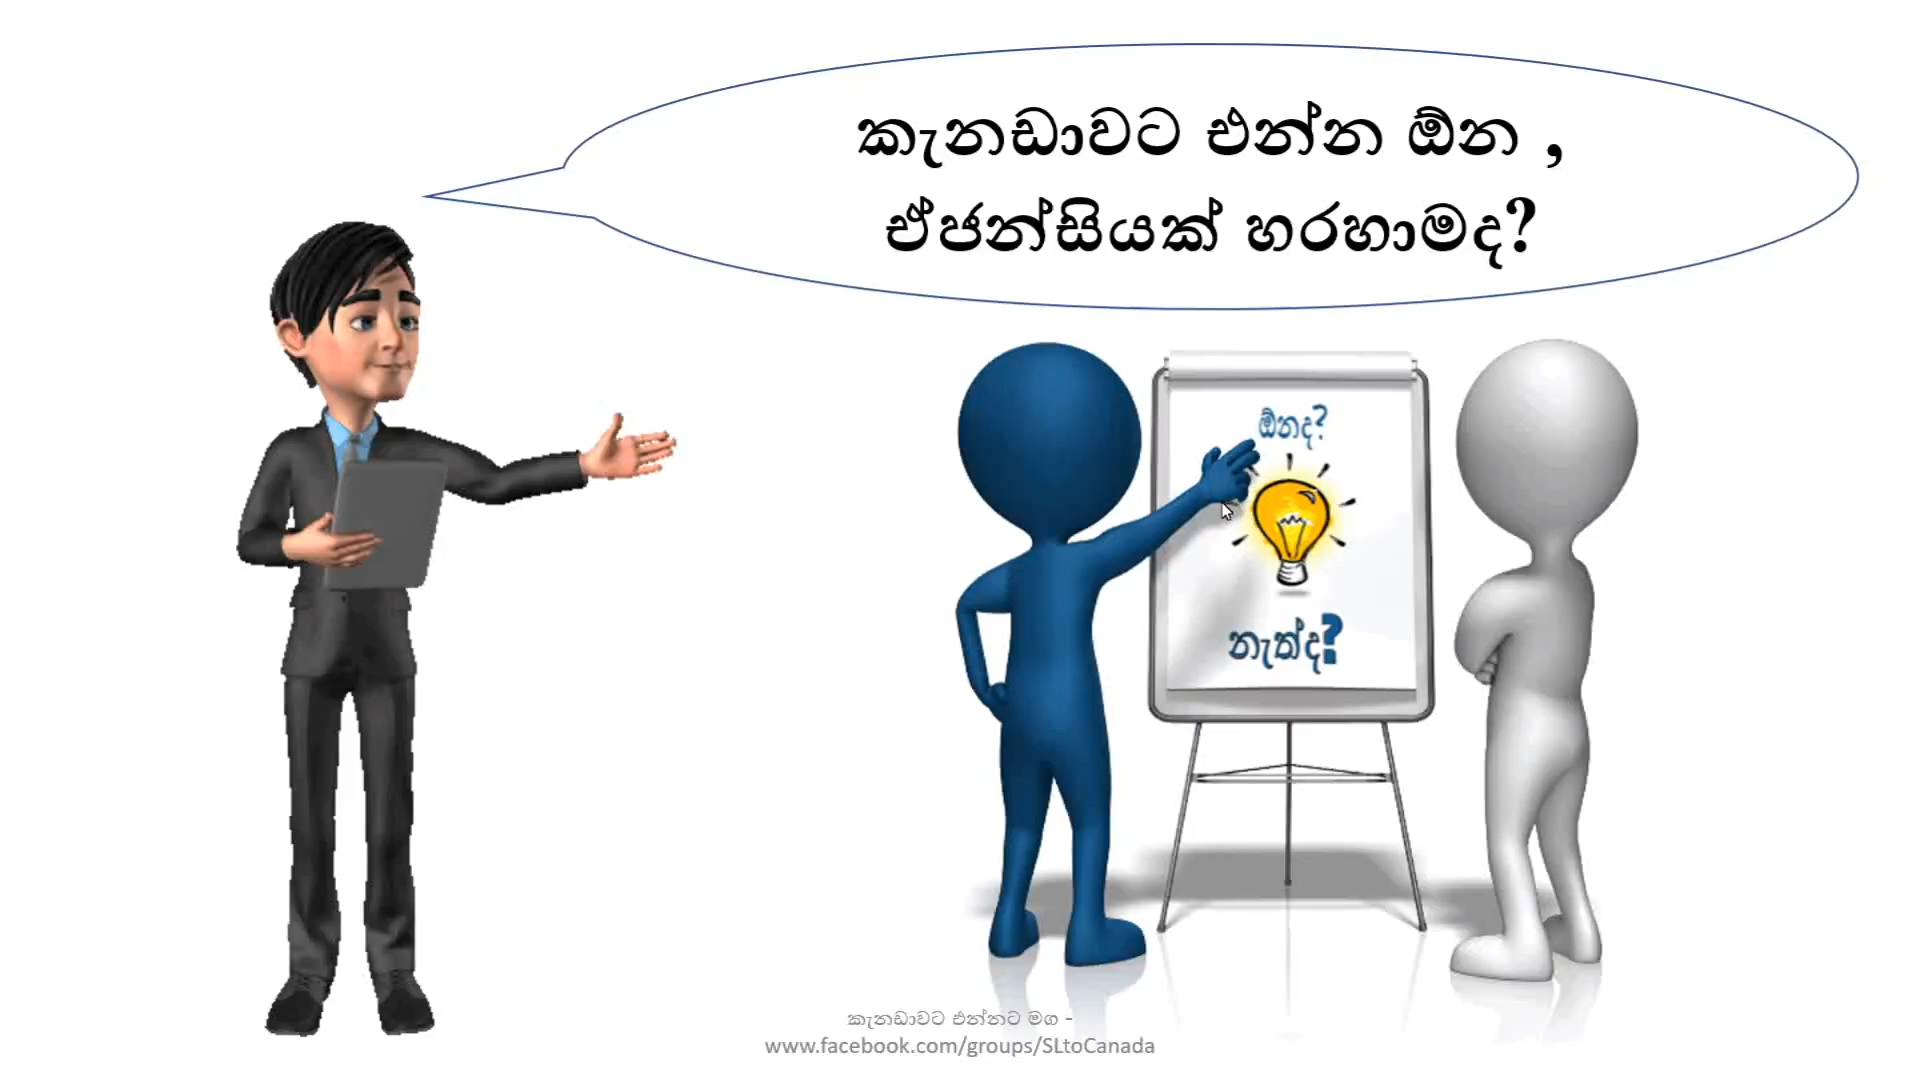 කැනඩාවට එන්න ඕන ,
ඒජන්සියක් හරහාමද?
ඕනද?
නැත්ද?
කැනඩාවට එන්නට මග -
www.facebook.com/groups/SLtoCanada